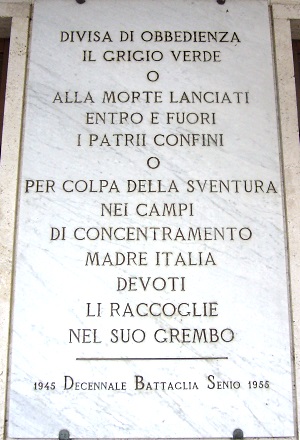 DIVISA DI OBBEDIENZA
IL GRIGIO VERDE
O
ALLA MORTE LANCIATI
ENTRO E FUORI
I PATRII CONFINI
O
PER COLPA DELLA SVENTURA
NEI CAMPI
DI CONCENTRAMENTO
MADRE ITALIA
DEVOTI
LI RACCOGLIE
NEL SUO GREMBO
1945 DECENNALE BATTAGLIA SENIO 1955